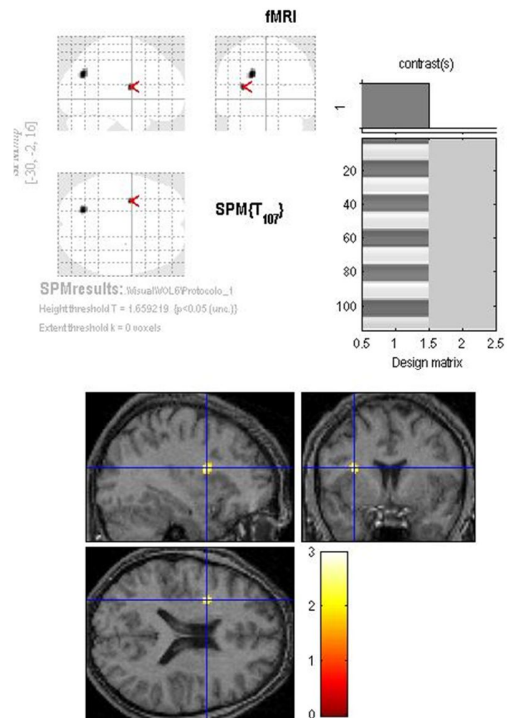 fMRI
contrast(s)
1
[-30, -2, 16]
SPM{T107}
20
40
60
80
100
0.5 1 1.5 2 2.5
Design matrix
SPMresults: .\Visual\VOL6\Protocolo_1
Height threshold T = 1.659219 {p<0.05 (unc.)}
Extent threshold k = 0 voxels
3
2
1
0